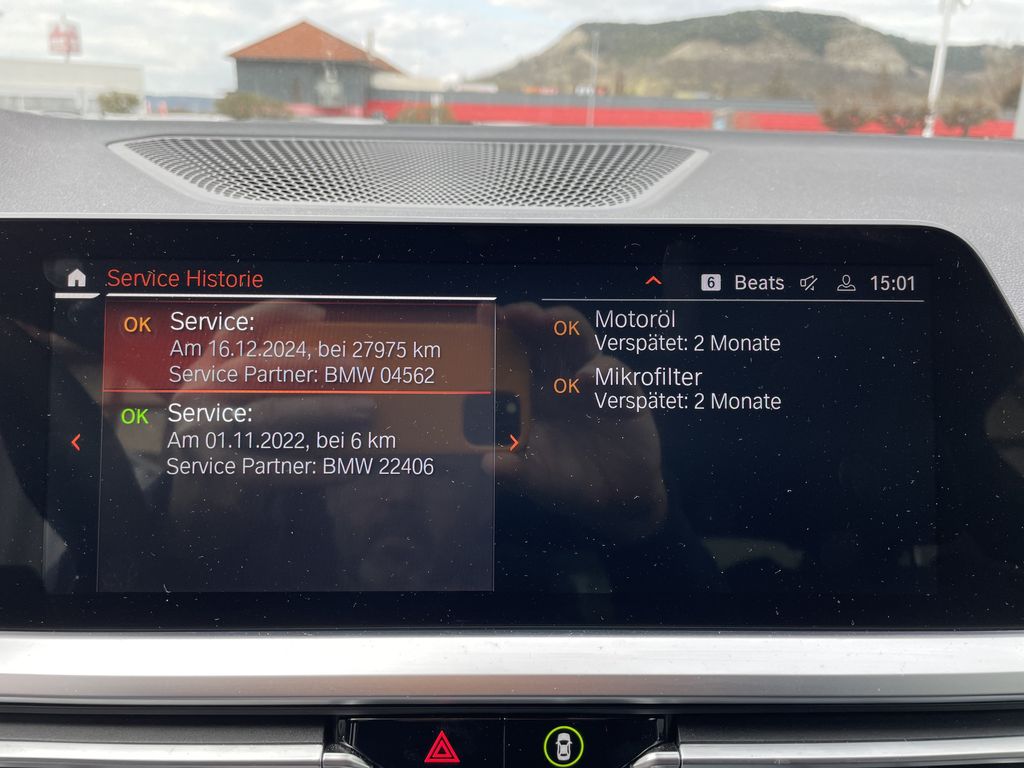 Service Historie
6 Beats 15:01
OK Service:
Am 16.12.2024, bei 27975 km
Service Partner: BMW 04562
OK Service:
Am 01.11.2022, bei 6 km
Service Partner: BMW 22406
OK Motoröl
Verspätet: 2 Monate
OK Mikrofilter
Verspätet: 2 Monate